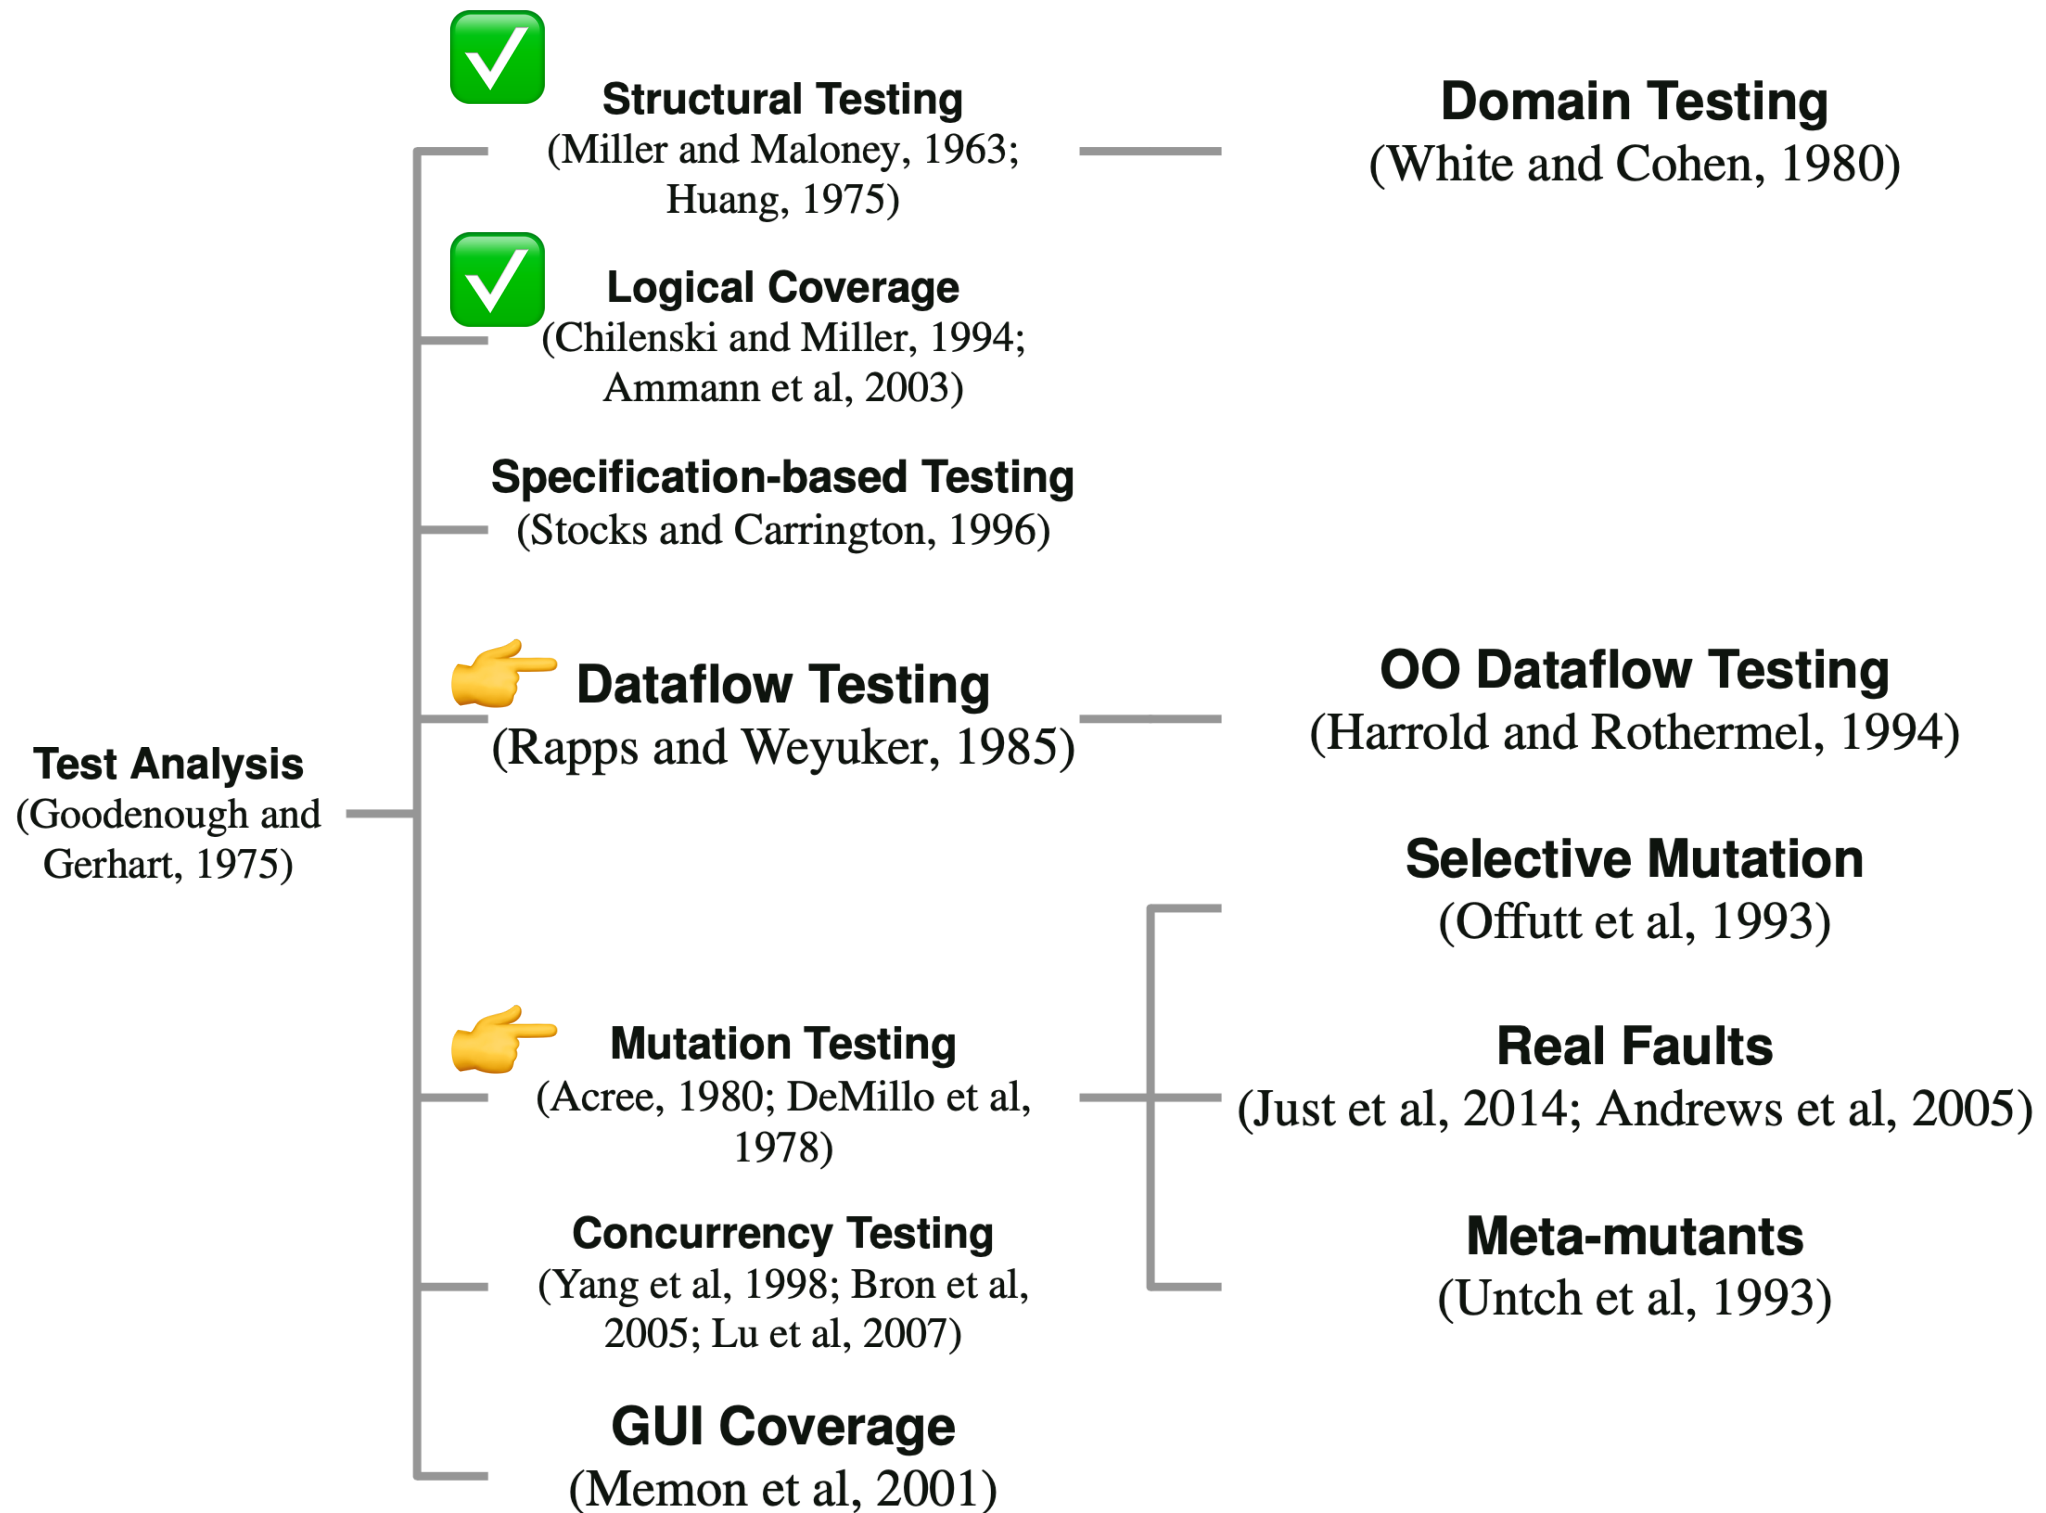 Structural Testing
(Miller and Maloney, 1963;
Huang, 1975)
Domain Testing
(White and Cohen, 1980)
Logical Coverage
(Chilenski and Miller, 1994;
Ammann et al, 2003)
Specification-based Testing
(Stocks and Carrington, 1996)
Dataflow Testing
(Rapps and Weyuker, 1985)
OO Dataflow Testing
(Harrold and Rothermel, 1994)
Test Analysis
(Goodenough and
Gerhart, 1975)
Selective Mutation
(Offutt et al, 1993)
Mutation Testing
(Acree, 1980; DeMillo et al,
1978)
Real Faults
(Just et al, 2014; Andrews et al, 2005)
Meta-mutants
(Untch et al, 1993)
Concurrency Testing
(Yang et al, 1998; Bron et al,
2005; Lu et al, 2007)
GUI Coverage
(Memon et al, 2001)